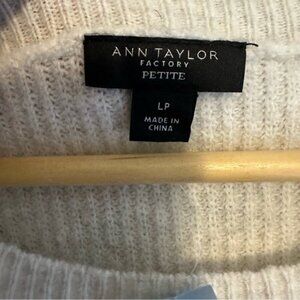 ANN TAYLOR
FACTORY
PETITE
LP
MADE IN
CHINA